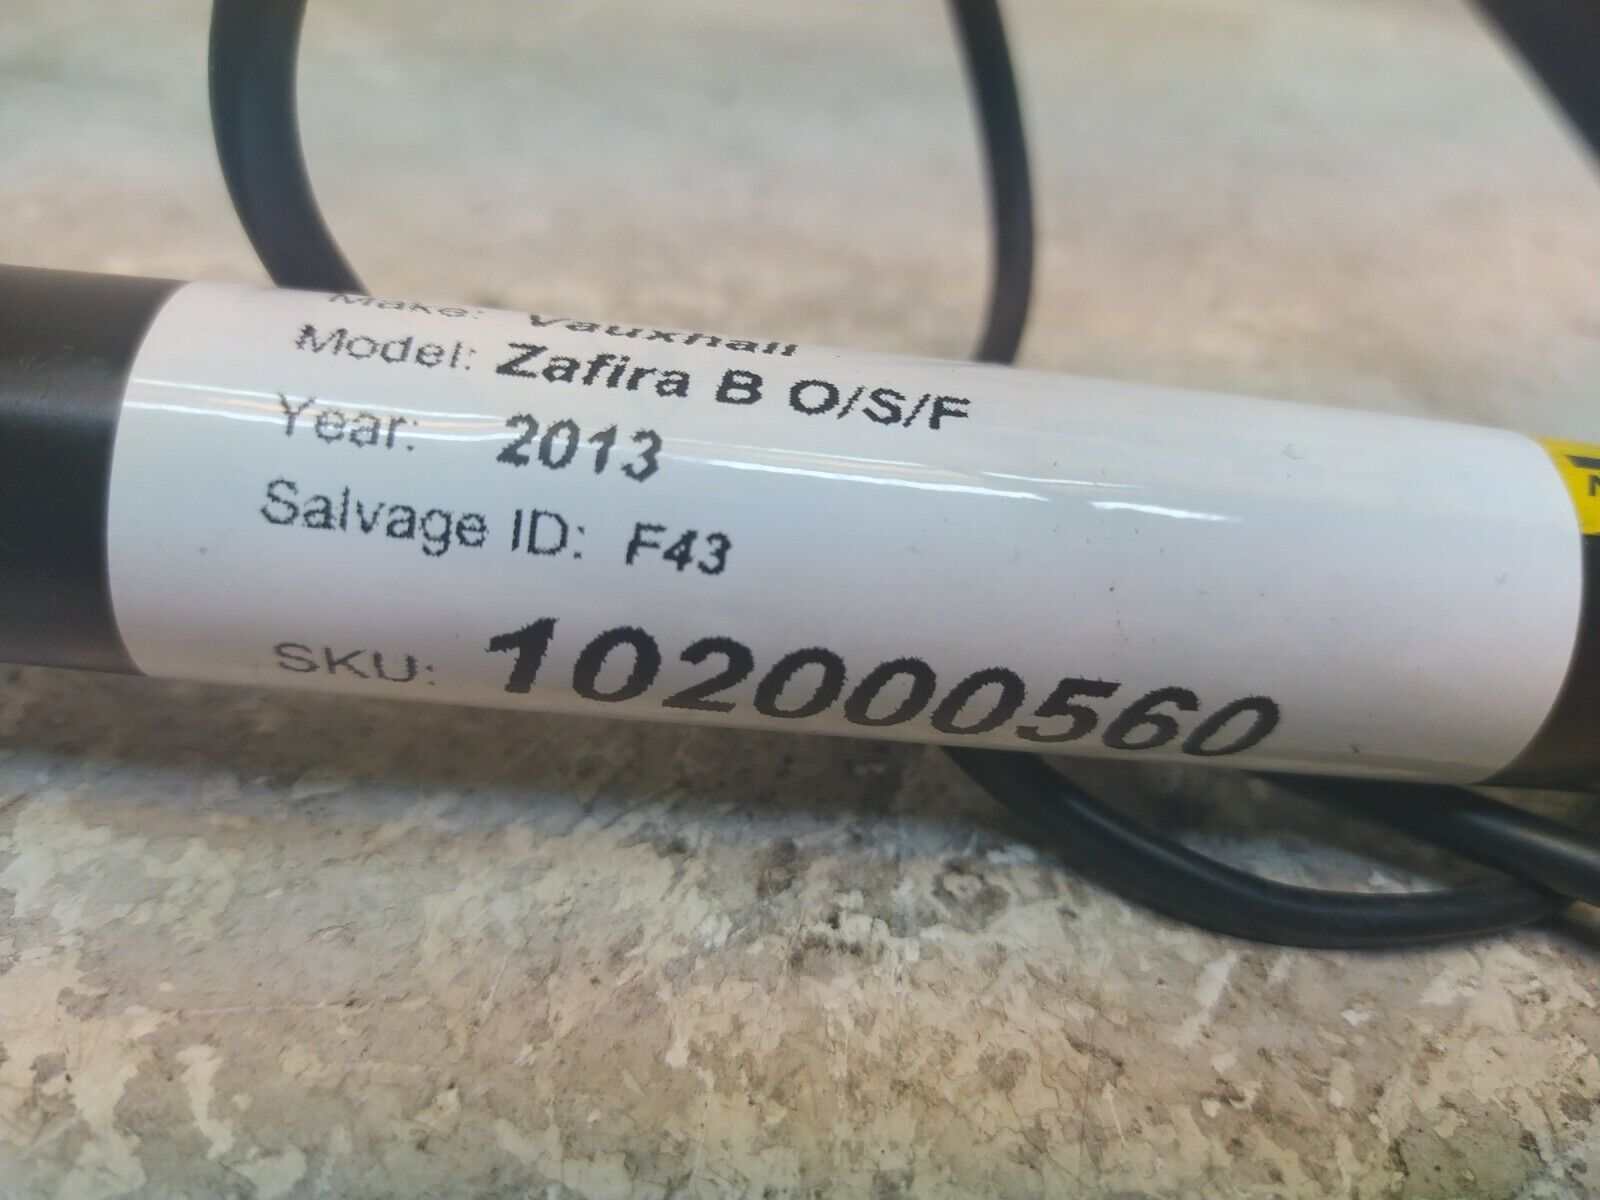 Make: Vauxhall
Model: Zafira B O/S/F
Year: 2013
Salvage ID: F43
SKU: 102000560